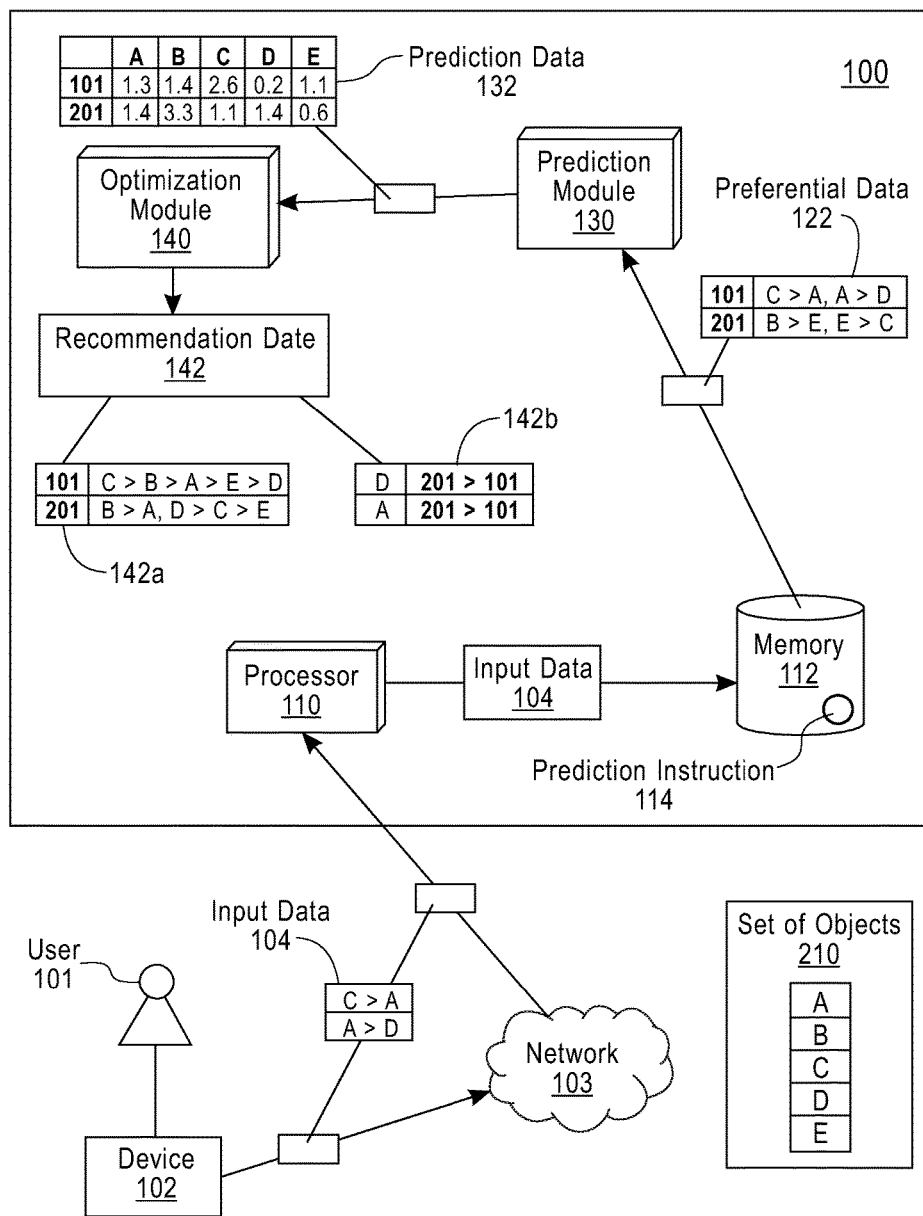 A B C D E
101 1.3 1.4 2.6 0.2 1.1
201 1.4 3.3 1.1 1.4 0.6
Prediction Data
132
100
Optimization
Module
140
Prediction
Module
130
Preferential Data
122
101 C > A, A > D
201 B > E, E > C
Recommendation Date
142
142b
101 C > B > A > E > D
201 B > A, D > C > E
D 201 > 101
A 201 > 101
142a
Processor
110
Input Data
104
Memory
112
Prediction Instruction
114
Input Data
104
User
101
C > A
A > D
Network
103
Device
102
Set of Objects
210
A
B
C
D
E